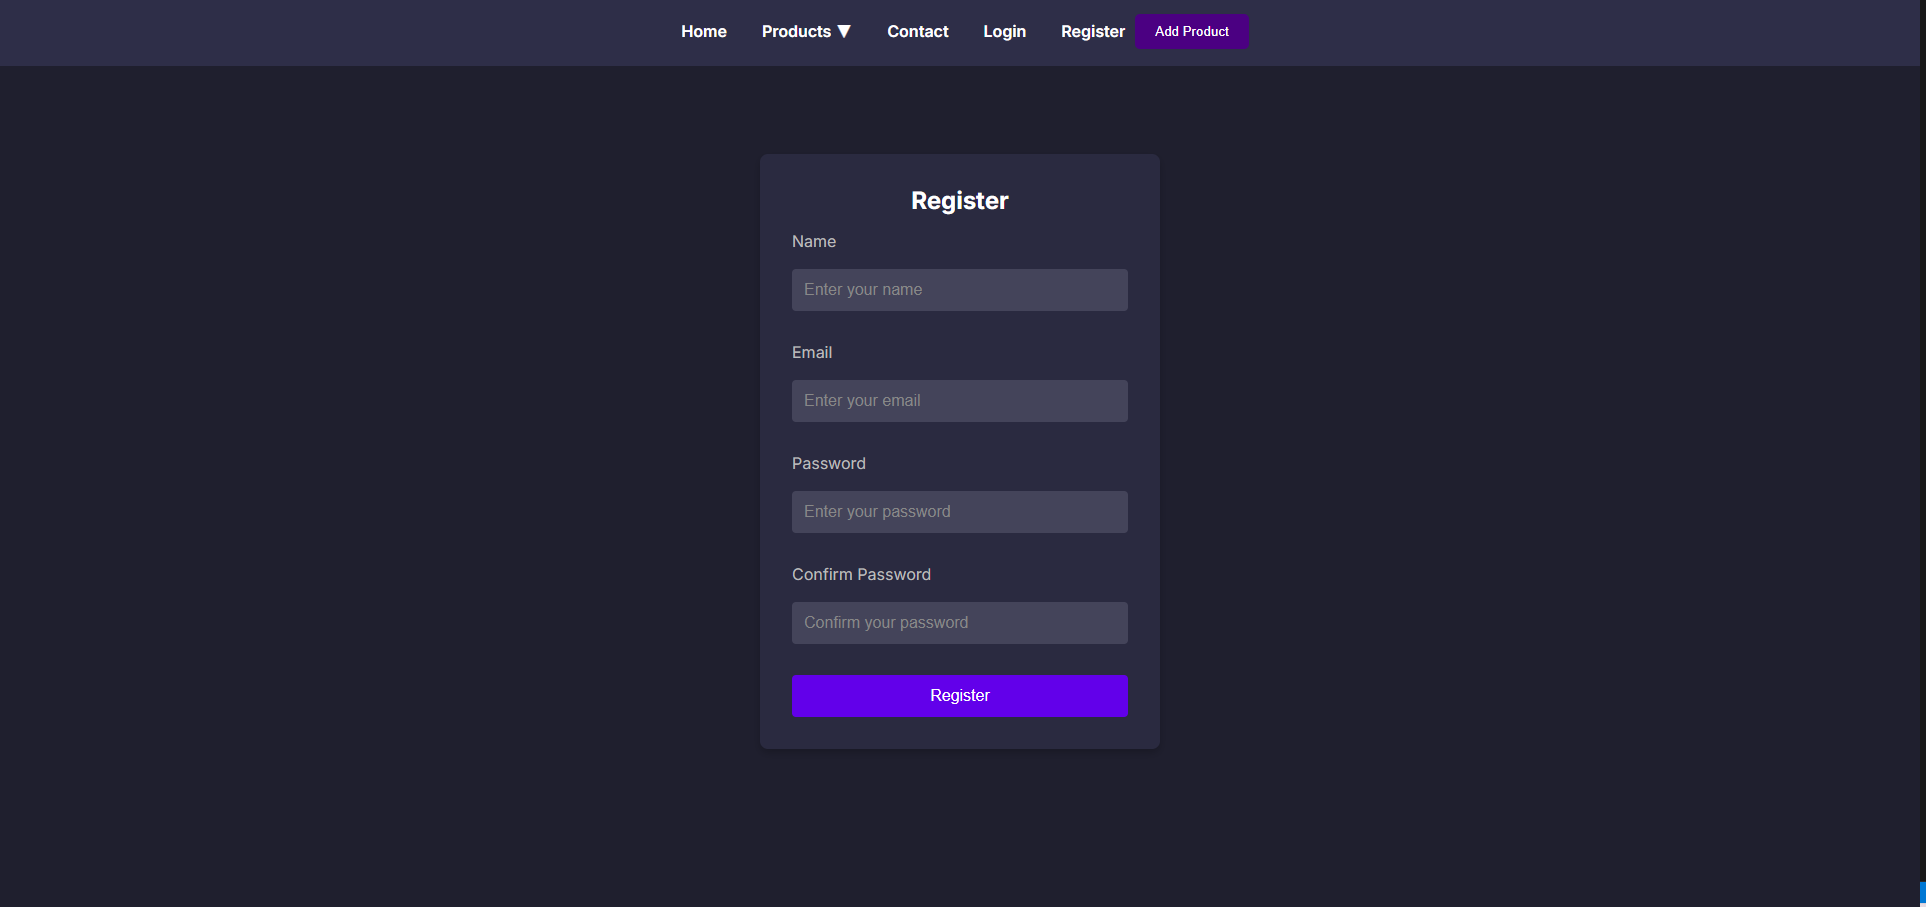 Home Products ▼ Contact Login Register Add Product
Register
Name
Enter your name
Email
Enter your email
Password
Enter your password
Confirm Password
Confirm your password
Register